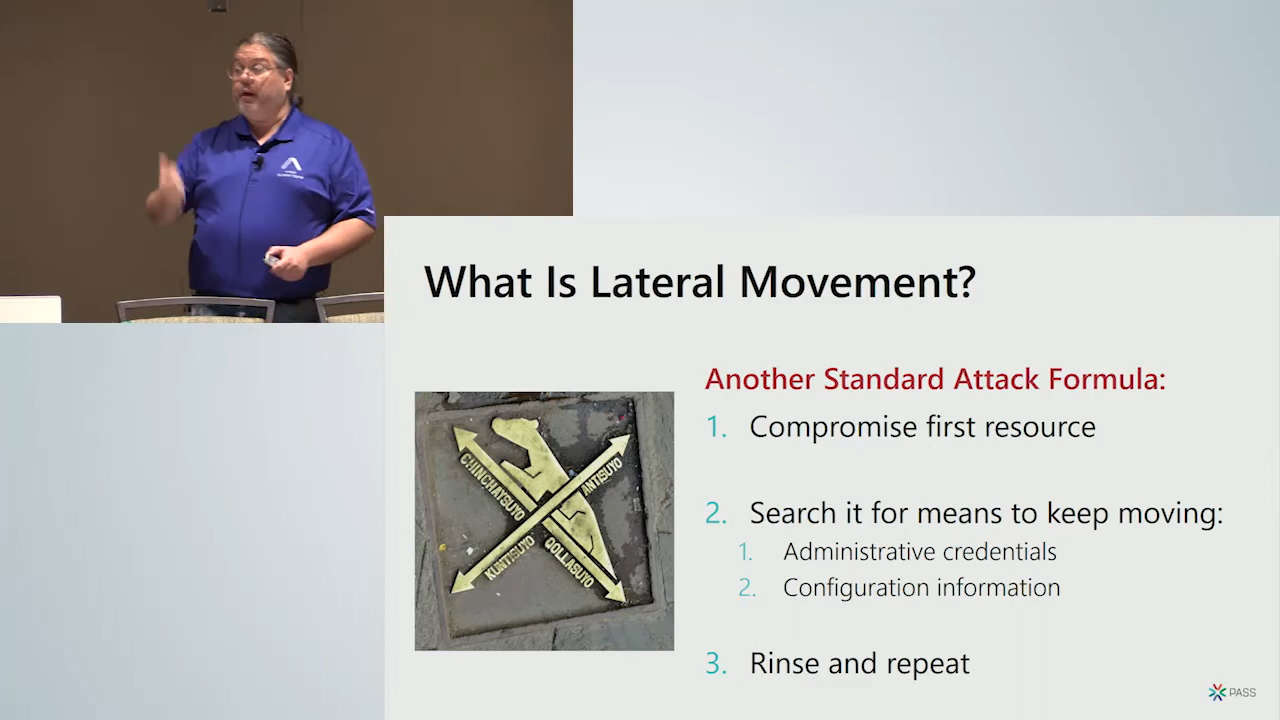 What Is Lateral Movement?
Another Standard Attack Formula:
1. Compromise first resource
2. Search it for means to keep moving:
1. Administrative credentials
2. Configuration information
3. Rinse and repeat
CHINCHAYSUYO
ANTISUYO
KUNTISUYO
QOLLASUYO
PASS